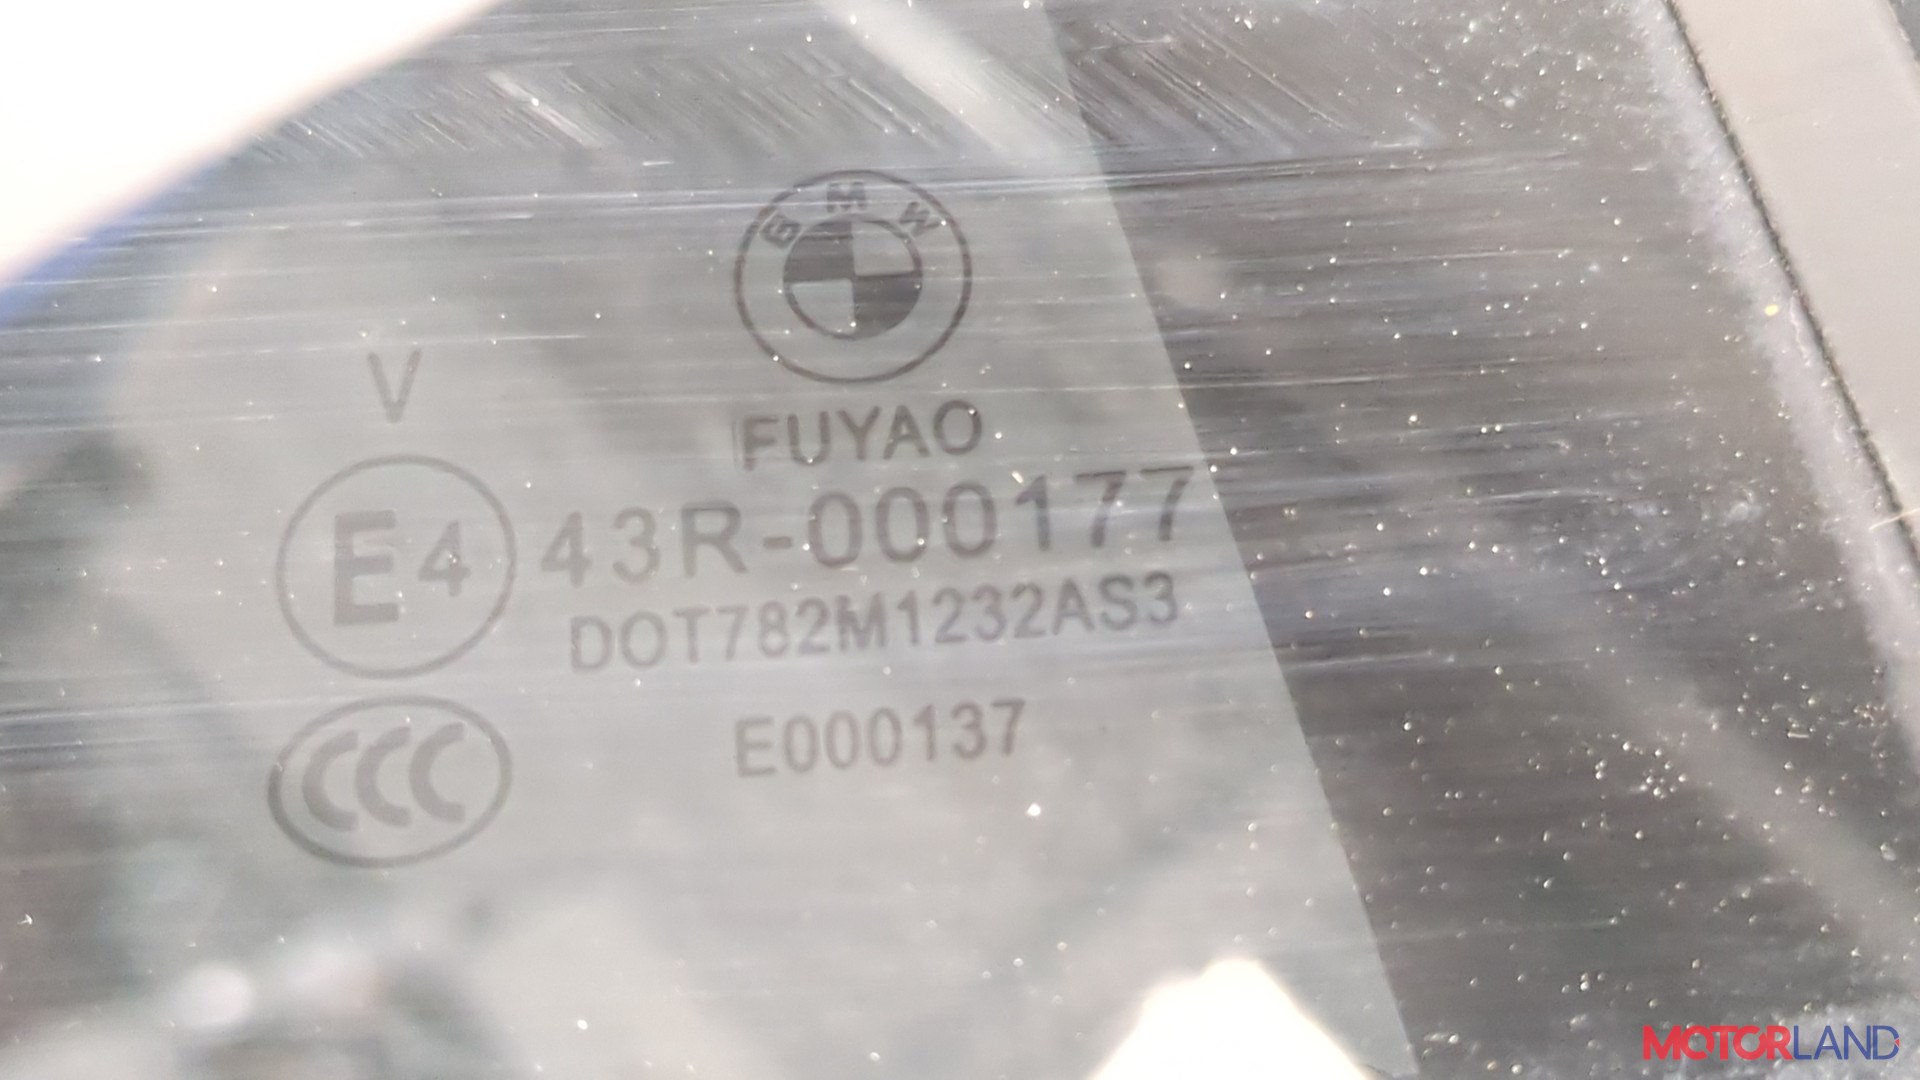 BMW
FUYAO
V
E4 43R-000177
DOT782M1232AS3
CCC E000137
MOTORLAND